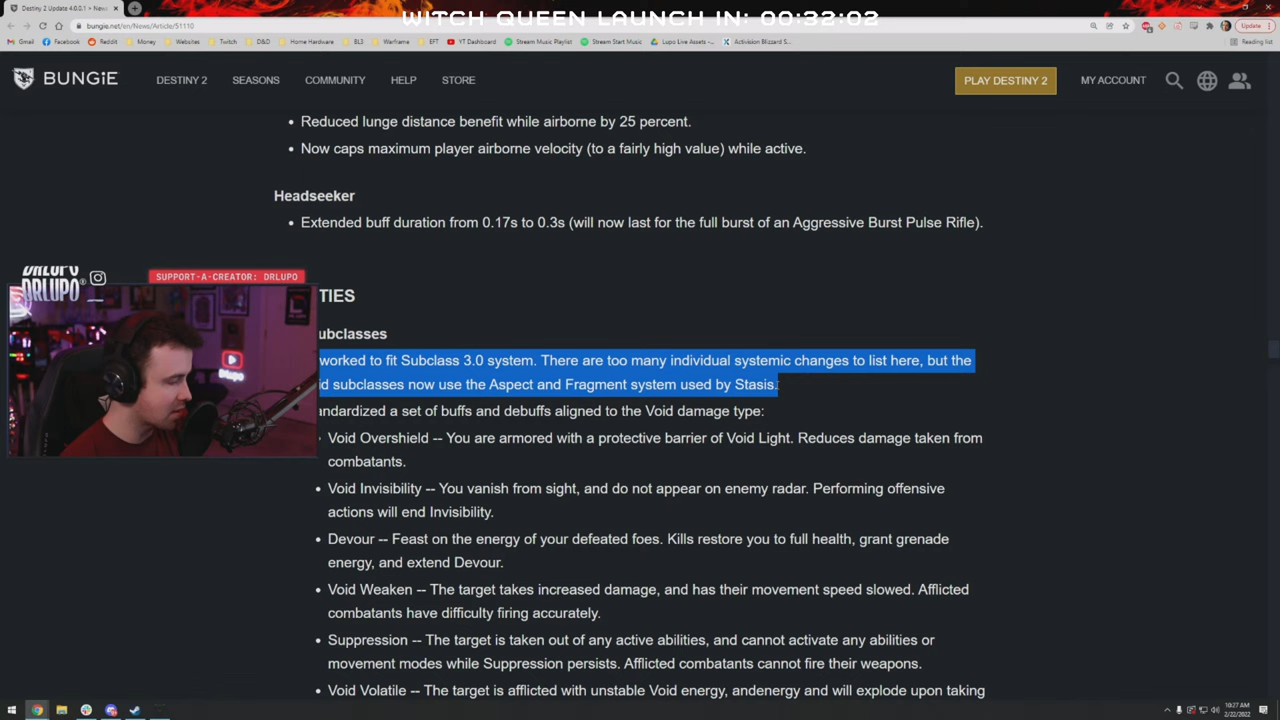 WITCH QUEEN LAUNCH IN: 00:32:02
Destiny 2 Update 4.0.0.1 > News
bungie.net/en/News/Article/51110
Update
Gmail Facebook Reddit Money Websites Twitch D&D Home Hardware BL3 Warframe EFT YT Dashboard Stream Music Playlist Stream Start Music Lupo Live Assets -... Activision Blizzard S... Reading list
BUNGiE DESTINY 2 SEASONS COMMUNITY HELP STORE PLAY DESTINY 2 MY ACCOUNT
• Reduced lunge distance benefit while airborne by 25 percent.
• Now caps maximum player airborne velocity (to a fairly high value) while active.
Headseeker
• Extended buff duration from 0.17s to 0.3s (will now last for the full burst of an Aggressive Burst Pulse Rifle).
DRLUPO
SUPPORT-A-CREATOR: DRLUPO
DRLUPO
TIES
ubclasses
worked to fit Subclass 3.0 system. There are too many individual systemic changes to list here, but the
id subclasses now use the Aspect and Fragment system used by Stasis.
andardized a set of buffs and debuffs aligned to the Void damage type:
• Void Overshield -- You are armored with a protective barrier of Void Light. Reduces damage taken from
combatants.
• Void Invisibility -- You vanish from sight, and do not appear on enemy radar. Performing offensive
actions will end Invisibility.
• Devour -- Feast on the energy of your defeated foes. Kills restore you to full health, grant grenade
energy, and extend Devour.
• Void Weaken -- The target takes increased damage, and has their movement speed slowed. Afflicted
combatants have difficulty firing accurately.
• Suppression -- The target is taken out of any active abilities, and cannot activate any abilities or
movement modes while Suppression persists. Afflicted combatants cannot fire their weapons.
• Void Volatile -- The target is afflicted with unstable Void energy, andenergy and will explode upon taking
10:27 AM
2/22/2022